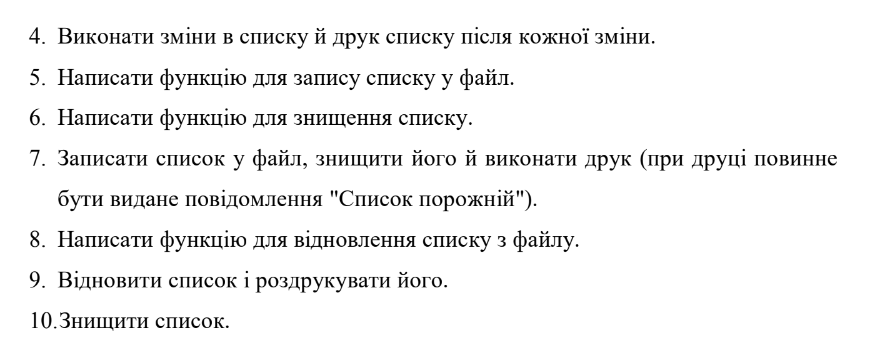 4. Виконати зміни в списку й друк списку після кожної зміни.
5. Написати функцію для запису списку у файл.
6. Написати функцію для знищення списку.
7. Записати список у файл, знищити його й виконати друк (при друці повинне
бути видане повідомлення "Список порожній").
8. Написати функцію для відновлення списку з файлу.
9. Відновити список і роздрукувати його.
10.Знищити список.